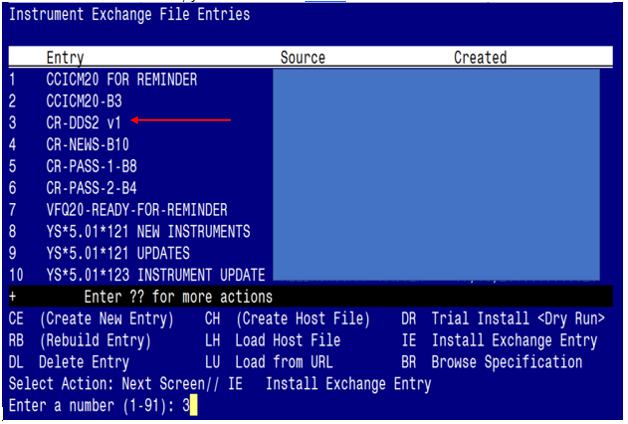 Instrument Exchange File Entries
Entry Source Created
1 CCICM20 FOR REMINDER
2 CCICM20-B3
3 CR-DDS2 v1
4 CR-NEWS-B10
5 CR-PASS-1-B8
6 CR-PASS-2-B4
7 VFQ20-READY-FOR-REMINDER
8 YS*5.01*121 NEW INSTRUMENTS
9 YS*5.01*121 UPDATES
10 YS*5.01*123 INSTRUMENT UPDATE
+ Enter ?? for more actions
CE (Create New Entry) CH (Create Host File) DR Trial Install <Dry Run>
RB (Rebuild Entry) LH Load Host File IE Install Exchange Entry
DL Delete Entry LU Load from URL BR Browse Specification
Select Action: Next Screen// IE Install Exchange Entry
Enter a number (1-91): 3